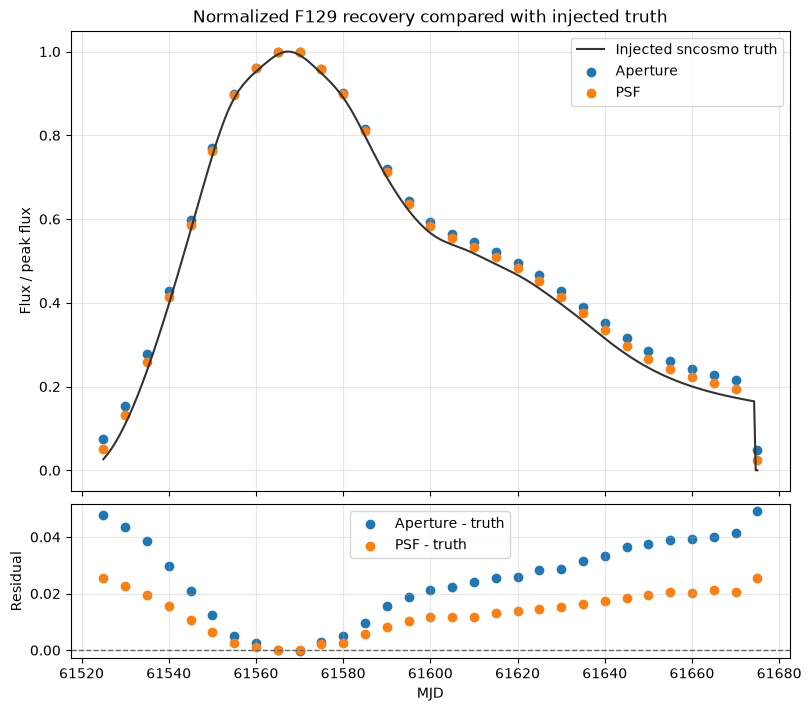 Normalized F129 recovery compared with injected truth
Flux / peak flux
1.0
0.8
0.6
0.4
0.2
0.0
Injected sncosmo truth
Aperture
PSF
Residual
0.04
0.02
0.00
Aperture - truth
PSF - truth
61520 61540 61560 61580 61600 61620 61640 61660 61680
MJD